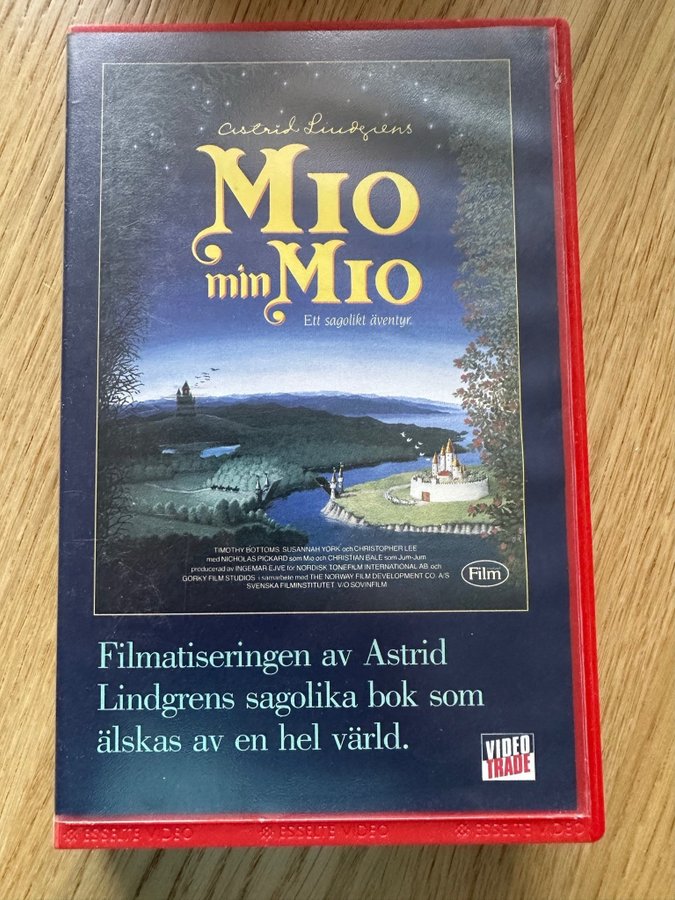 Astrid Lindgrens
MIO
min MIO
Ett sagolikt äventyr.
TIMOTHY BOTTOMS, SUSANNAH YORK och CHRISTOPHER LEE
med NICHOLAS PICKARD som Mio och CHRISTIAN BALE som Jum-Jum
producerad av INGEMAR EJVE för NORDISK TONEFILM INTERNATIONAL AB och
GORKY FILM STUDIOS i samarbete med THE NORWAY FILM DEVELOPMENT CO. A/S
SVENSKA FILMINSTITUTET V/O SOVINFILM
Film
Filmatiseringen av Astrid
Lindgrens sagolika bok som
älskas av en hel värld.
VIDEO
TRADE
ESSELTE VIDEO ESSELTE VIDEO ESSELTE VIDEO